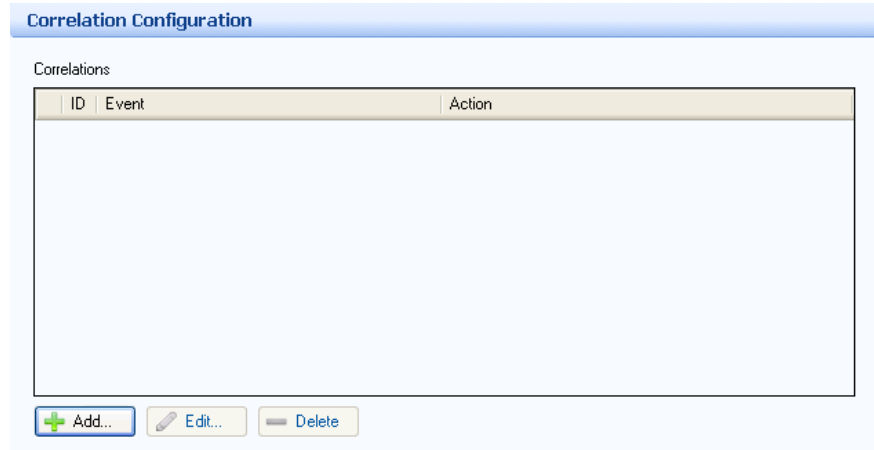 Correlation Configuration
Correlations
ID Event Action
Add... Edit... Delete